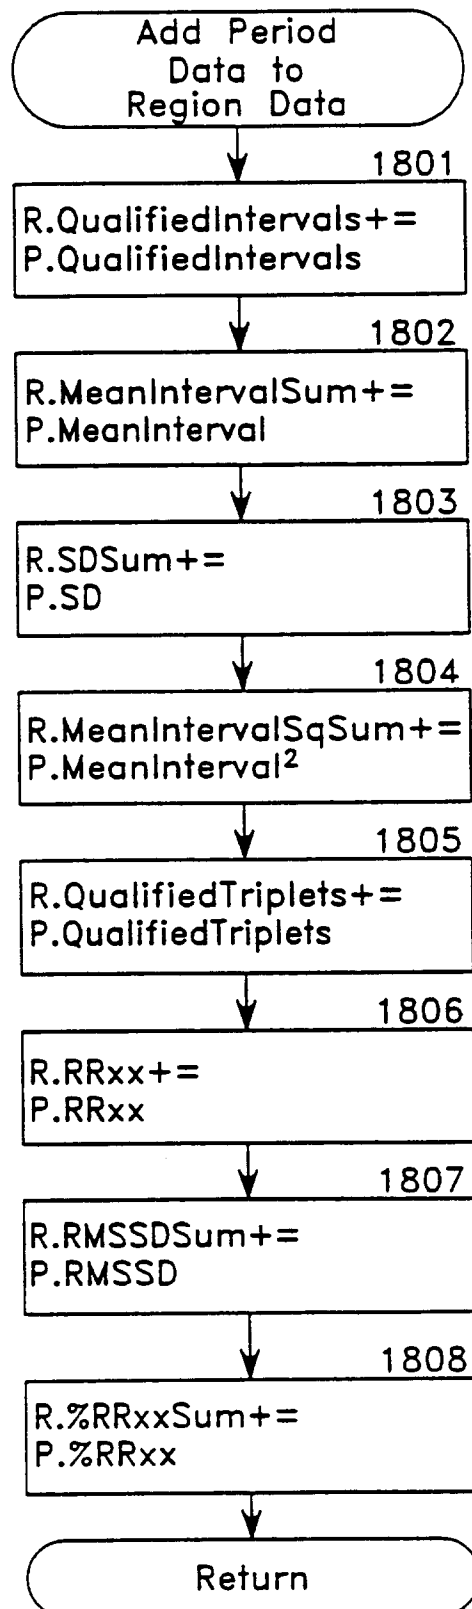 Add Period
Data to
Region Data
1801
R.QualifiedIntervals+=
P.QualifiedIntervals
1802
R.MeanIntervalSum+=
P.MeanInterval
1803
R.SDSum+=
P.SD
1804
R.MeanIntervalSqSum+=
P.MeanInterval²
1805
R.QualifiedTriplets+=
P.QualifiedTriplets
1806
R.RRxx+=
P.RRxx
1807
R.RMSSDSum+=
P.RMSSD
1808
R.%RRxxSum+=
P.%RRxx
Return